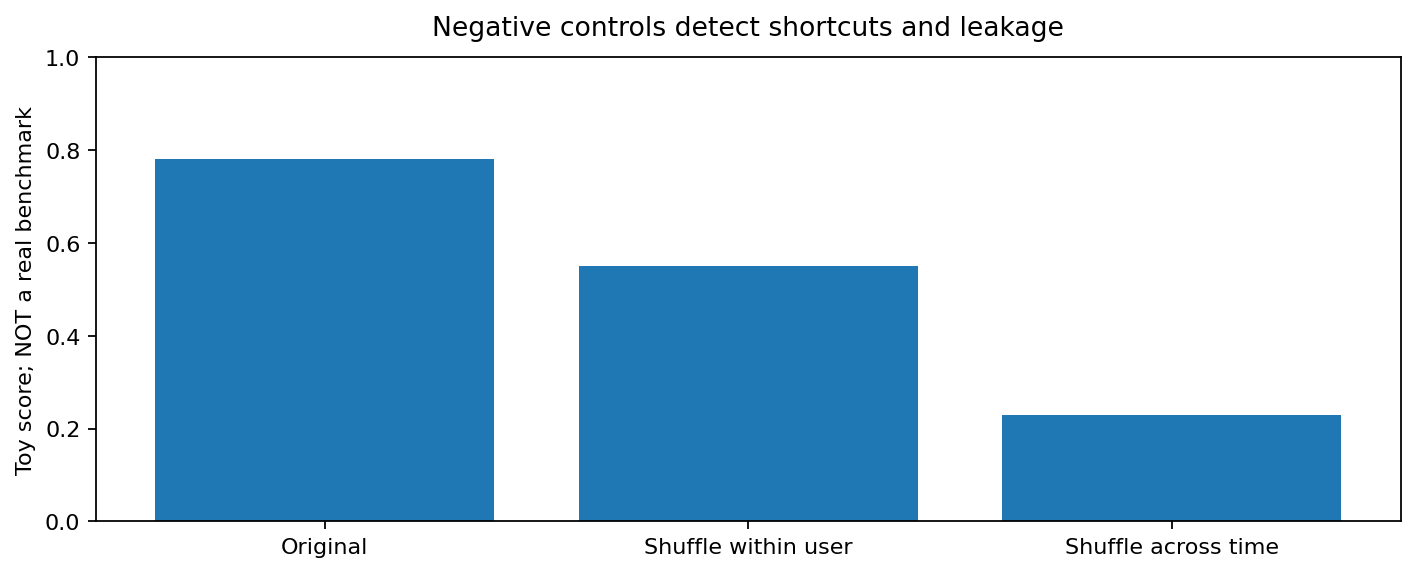 Negative controls detect shortcuts and leakage
Toy score; NOT a real benchmark
1.0
0.8
0.6
0.4
0.2
0.0
Original
Shuffle within user
Shuffle across time